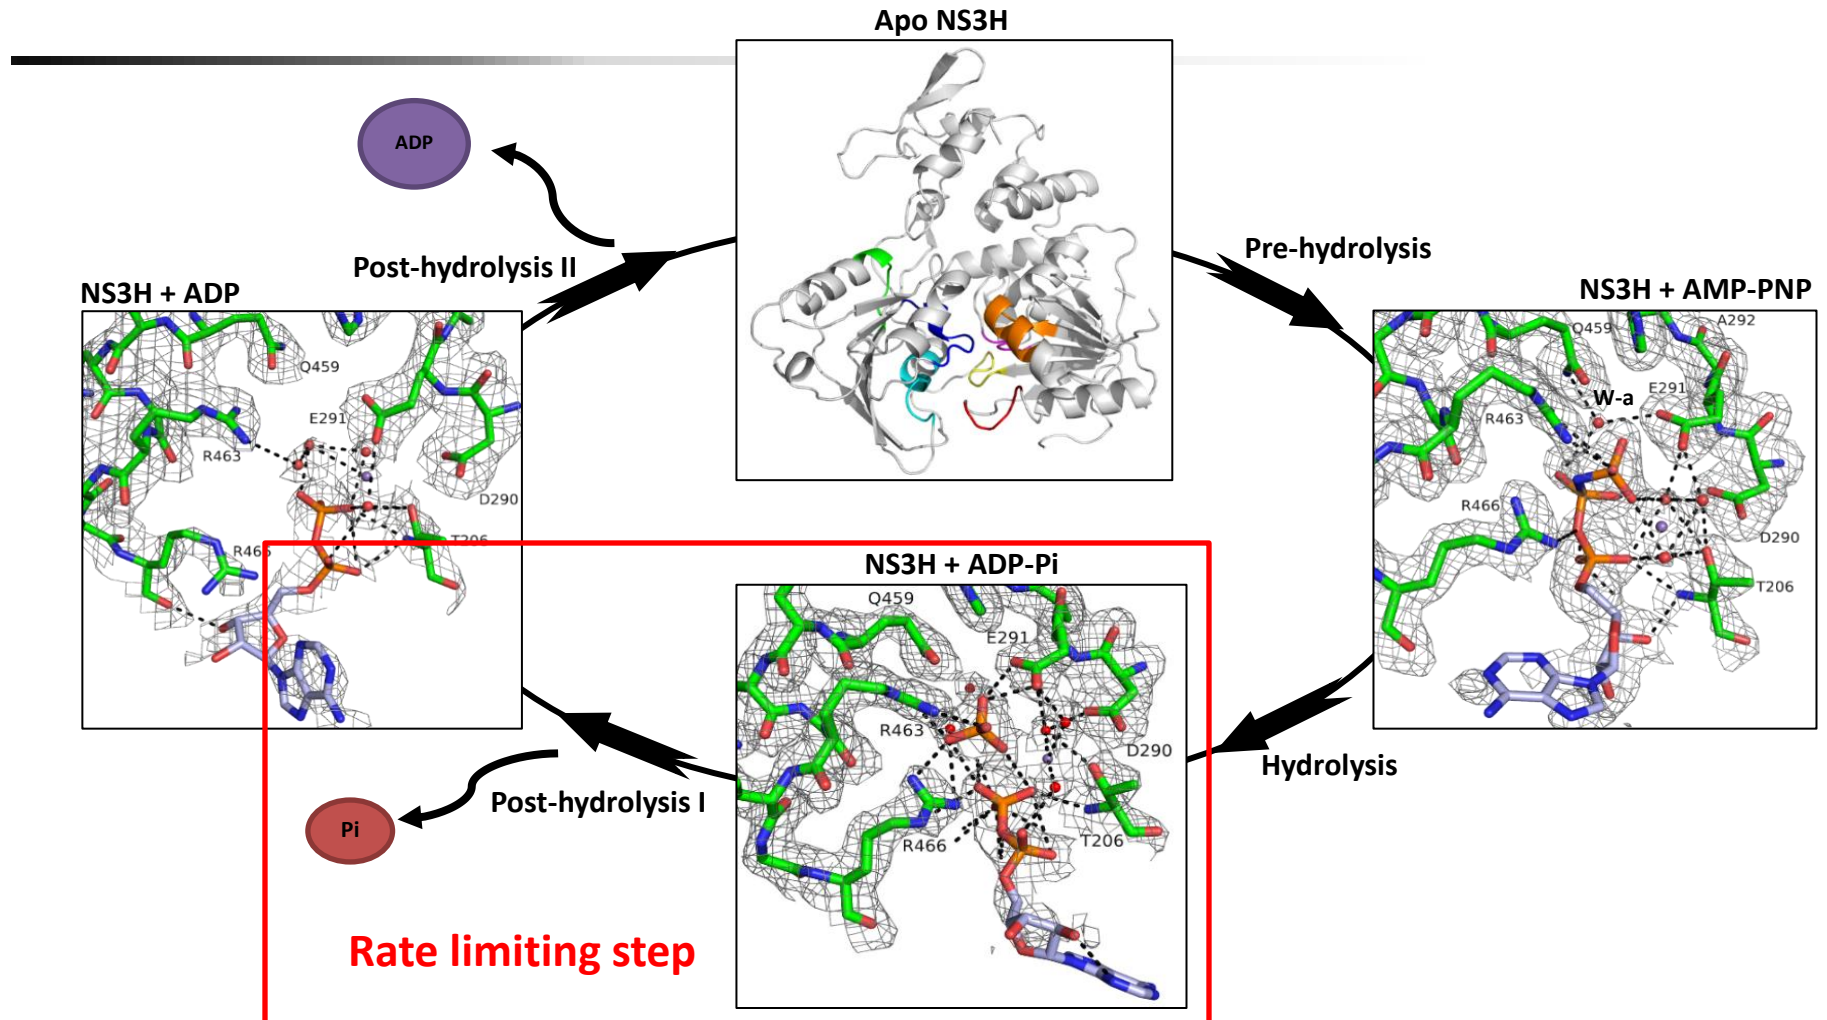 Apo NS3H
ADP
Post-hydrolysis II
Pre-hydrolysis
NS3H + ADP
Q459
E291
R463
D290
R466
T206
NS3H + AMP-PNP
Q459
A292
E291
W-a
R463
R466
D290
T206
NS3H + ADP-Pi
Q459
E291
R463
D290
R466
T206
Hydrolysis
Post-hydrolysis I
Pi
Rate limiting step